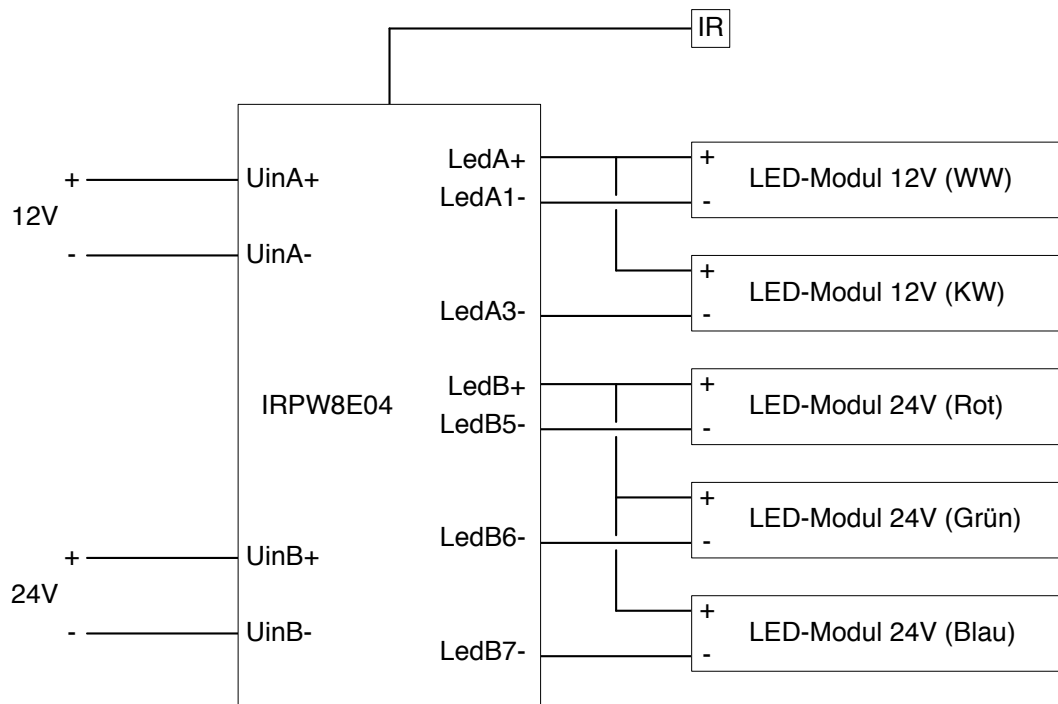 IR
+
12V
-
UinA+
UinA-
IRPW8E04
+
24V
-
UinB+
UinB-
LedA+
LedA1-
LedA3-
LedB+
LedB5-
LedB6-
LedB7-
+
-
LED-Modul 12V (WW)
+
-
LED-Modul 12V (KW)
+
-
LED-Modul 24V (Rot)
+
-
LED-Modul 24V (Grün)
+
-
LED-Modul 24V (Blau)